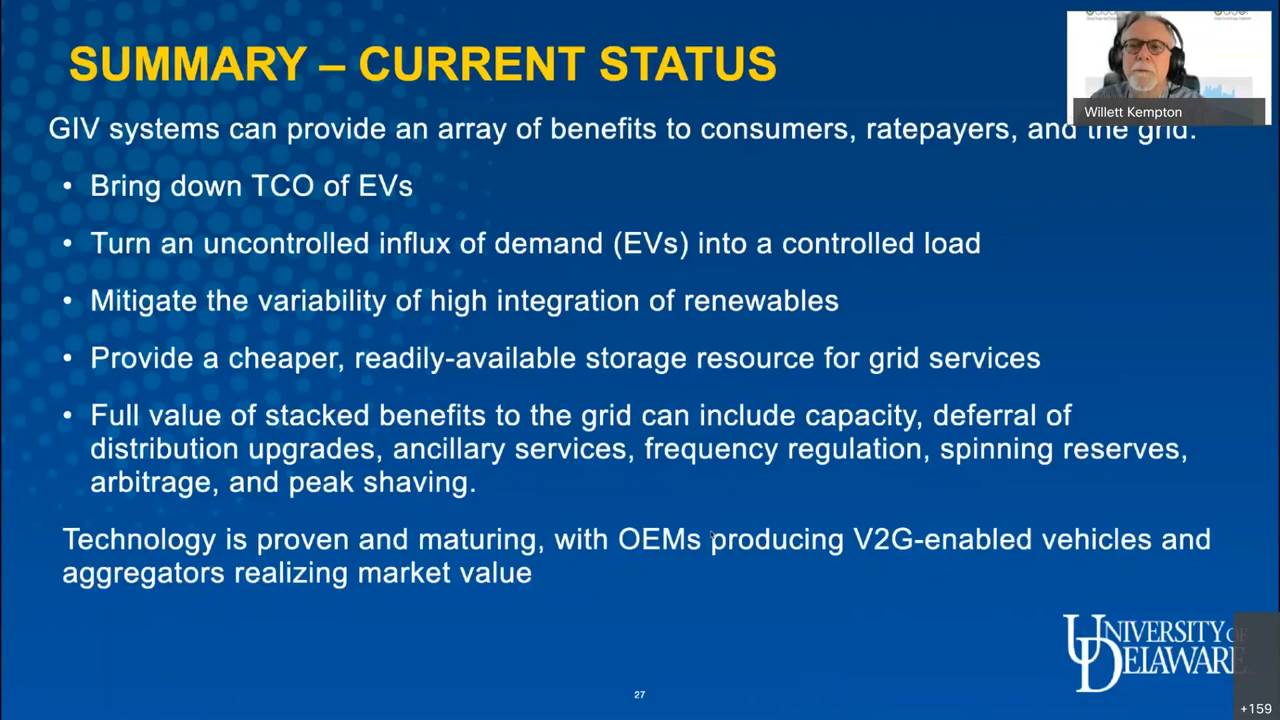 SUMMARY – CURRENT STATUS
Willett Kempton
GIV systems can provide an array of benefits to consumers, ratepayers, and the grid:
• Bring down TCO of EVs
• Turn an uncontrolled influx of demand (EVs) into a controlled load
• Mitigate the variability of high integration of renewables
• Provide a cheaper, readily-available storage resource for grid services
• Full value of stacked benefits to the grid can include capacity, deferral of
distribution upgrades, ancillary services, frequency regulation, spinning reserves,
arbitrage, and peak shaving.
Technology is proven and maturing, with OEMs producing V2G-enabled vehicles and
aggregators realizing market value
UNIVERSITY OF
DELAWARE
27
+159